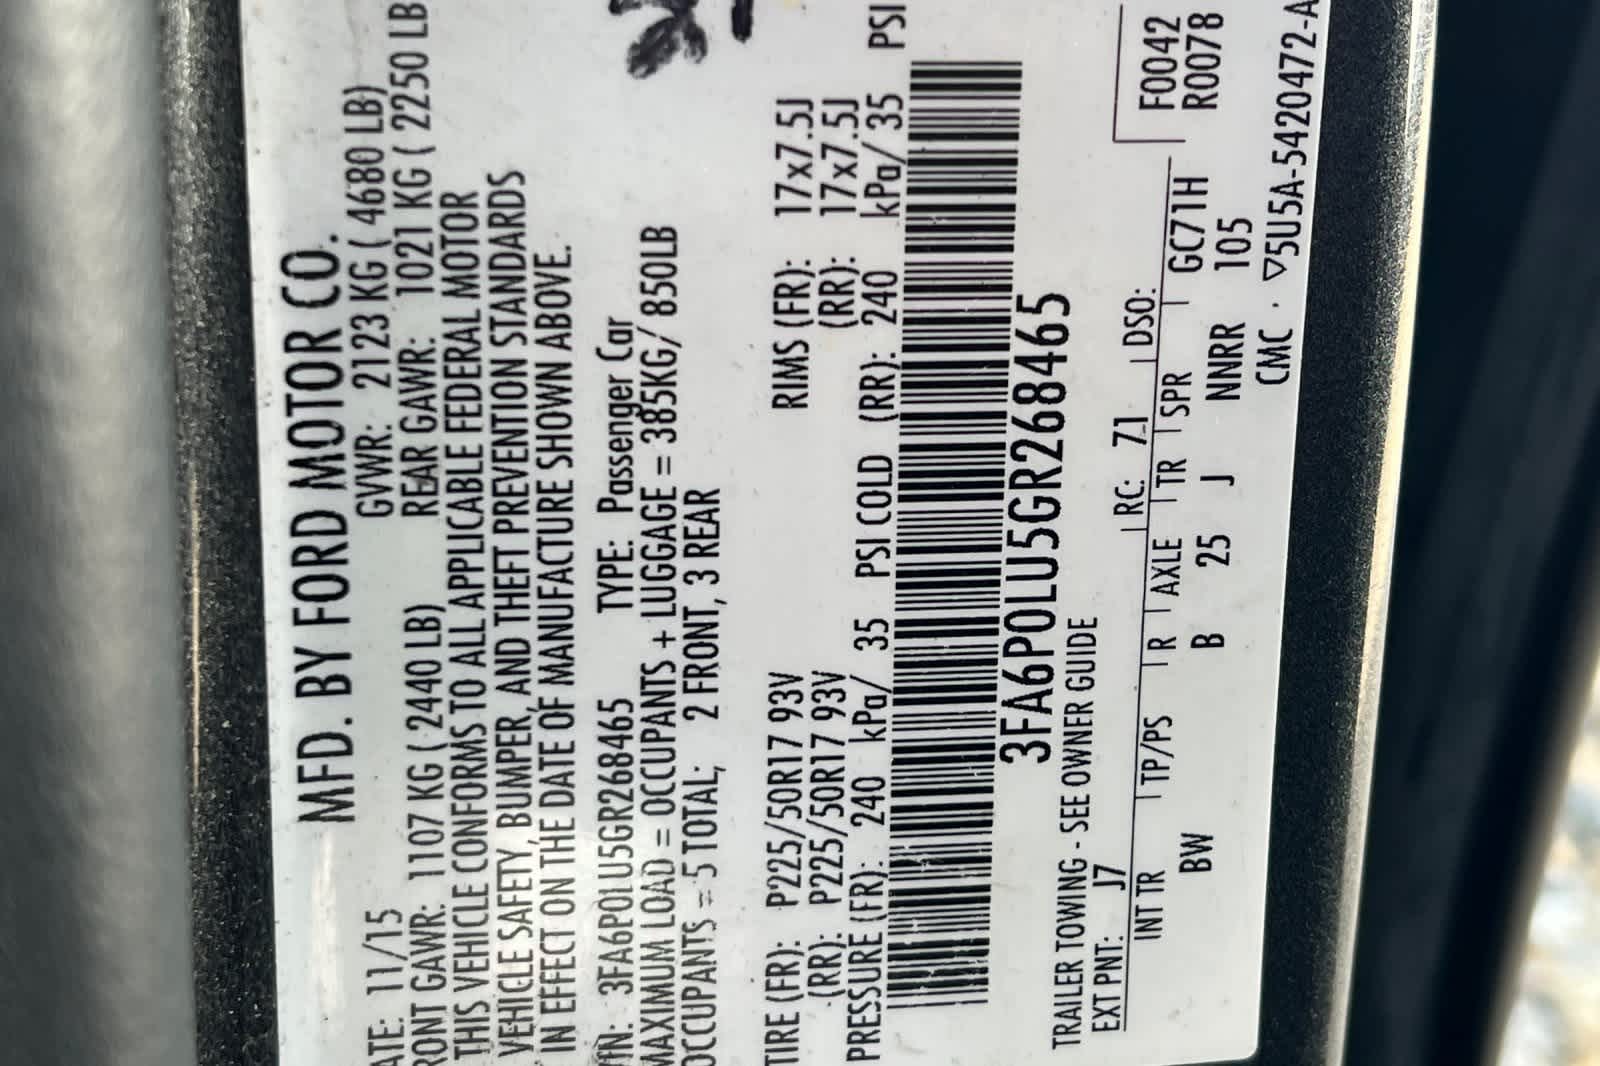 MFD. BY FORD MOTOR CO.
ATE: 11/15 GVWR: 2123 KG ( 4680 LB)
RONT GAWR: 1107 KG ( 2440 LB) REAR GAWR: 1021 KG ( 2250 LB
THIS VEHICLE CONFORMS TO ALL APPLICABLE FEDERAL MOTOR
VEHICLE SAFETY, BUMPER, AND THEFT PREVENTION STANDARDS
IN EFFECT ON THE DATE OF MANUFACTURE SHOWN ABOVE.
VIN: 3FA6P0LU5GR268465 TYPE: Passenger Car
MAXIMUM LOAD = OCCUPANTS + LUGGAGE = 385KG/ 850LB
OCCUPANTS = 5 TOTAL; 2 FRONT, 3 REAR
TIRE (FR): P225/50R17 93V RIMS (FR): 17x7.5J
(RR): P225/50R17 93V (RR): 17x7.5J
PRESSURE (FR): 240 kPa/ 35 PSI COLD (RR): 240 kPa/ 35 PSI
3FA6P0LU5GR268465
TRAILER TOWING - SEE OWNER GUIDE
EXT PNT: J7 RC: 71 DSO: F0042
INT TR TP/PS R AXLE TR SPR R0078
BW B 25 J NNRR GC71H
105
CMC . ▽5U5A-5420472-A